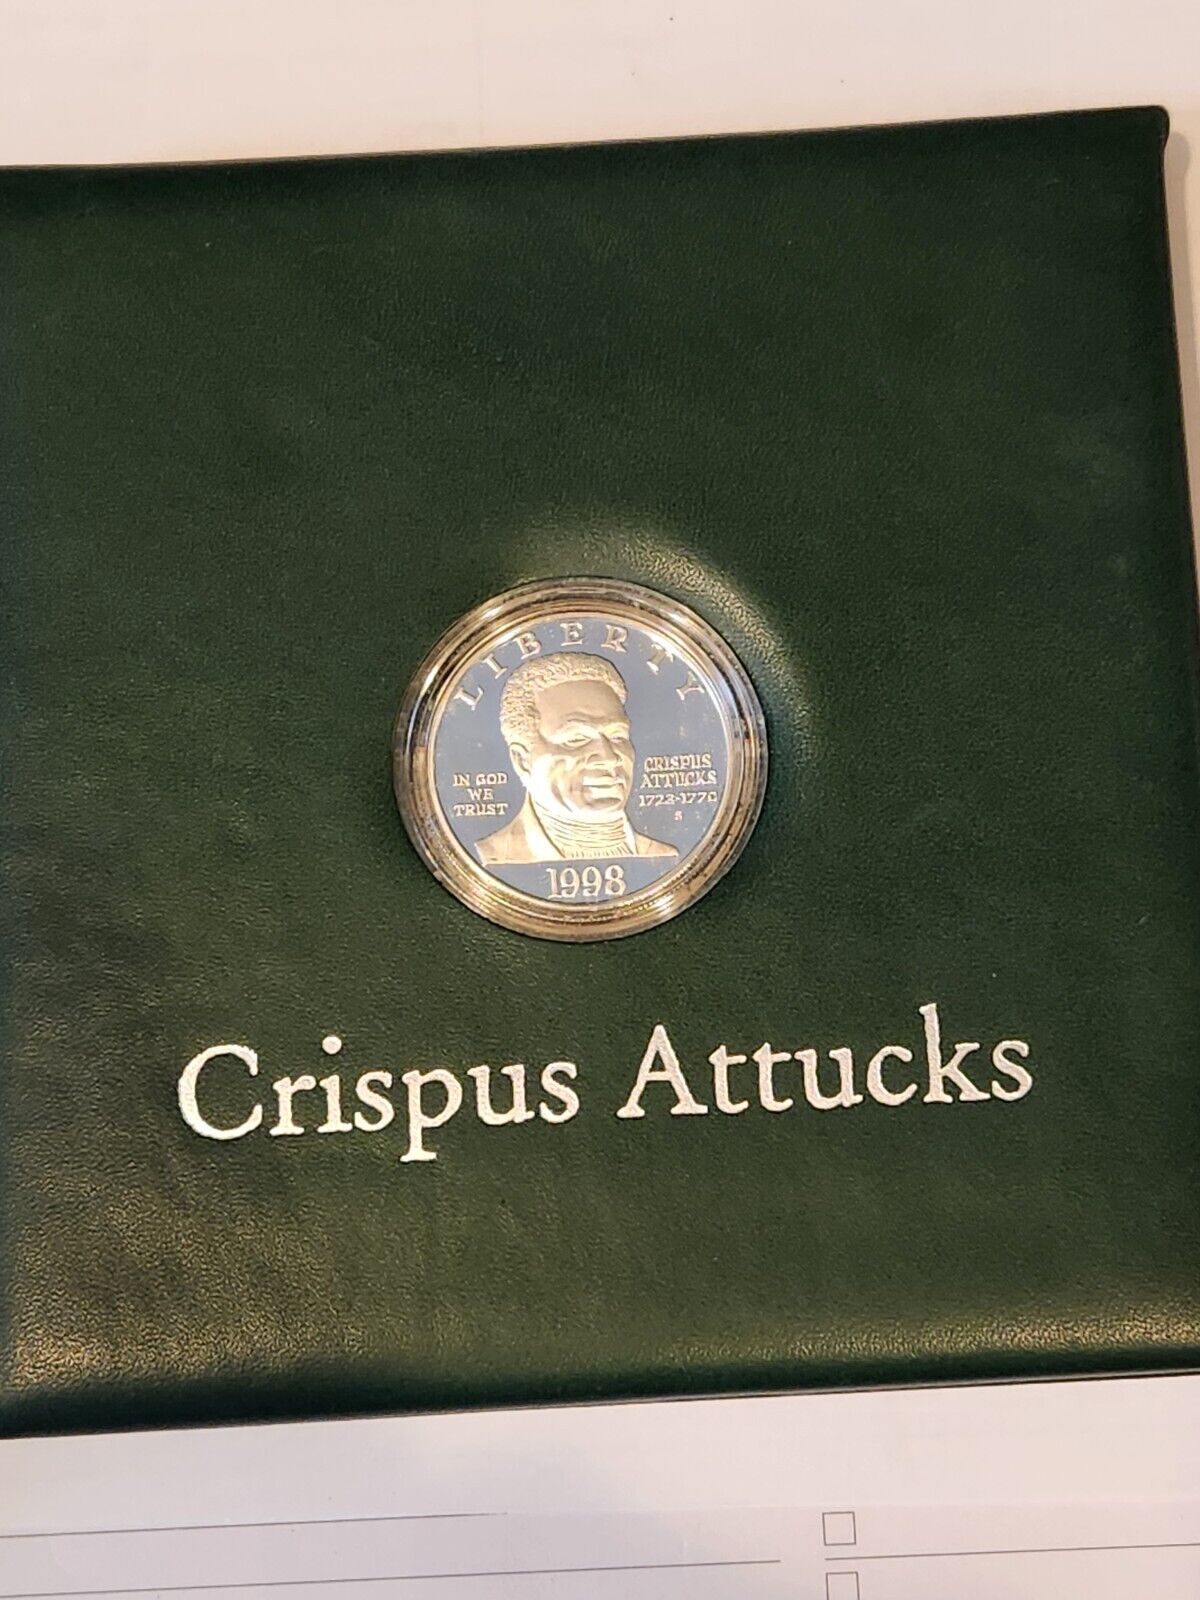 LIBERTY
IN GOD
WE
TRUST
CRISPUS
ATTUCKS
1723-1770
S
1998
Crispus Attucks